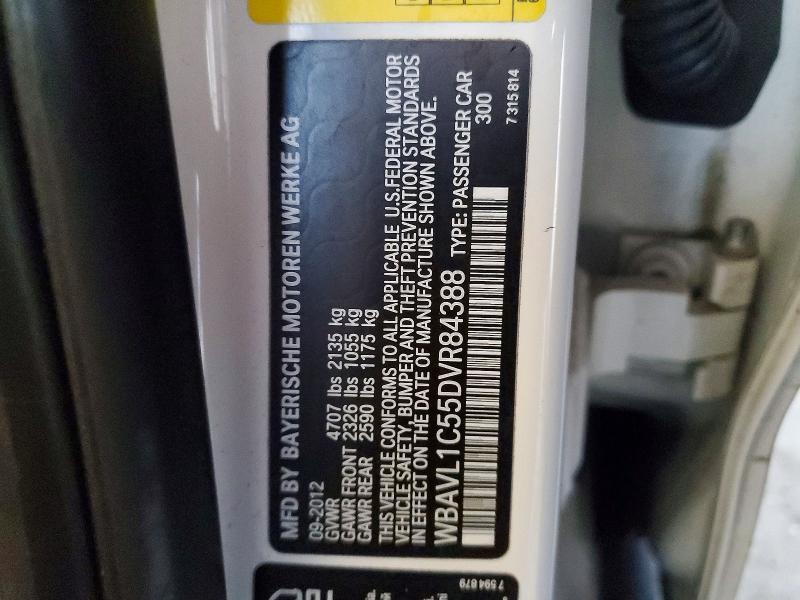 MFD BY BAYERISCHE MOTOREN WERKE AG
09-2012
GVWR 4707 lbs 2135 kg
GAWR FRONT 2326 lbs 1055 kg
GAWR REAR 2590 lbs 1175 kg
THIS VEHICLE CONFORMS TO ALL APPLICABLE U.S.FEDERAL MOTOR
VEHICLE SAFETY, BUMPER AND THEFT PREVENTION STANDARDS
IN EFFECT ON THE DATE OF MANUFACTURE SHOWN ABOVE.
WBAVL1C55DVR84388 TYPE: PASSENGER CAR
300
7 315 814
7 594 879